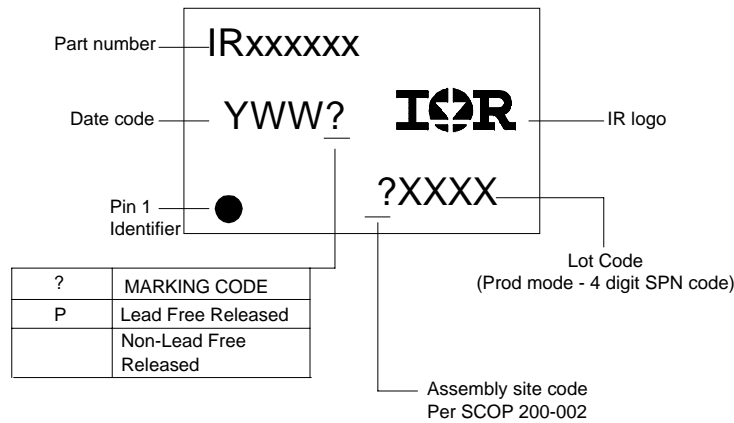 Part number
IRxxxxxx
Date code
YWW?
IOR
IR logo
?XXXX
Pin 1
Identifier
Lot Code
(Prod mode - 4 digit SPN code)
? MARKING CODE
P Lead Free Released
Non-Lead Free
Released
Assembly site code
Per SCOP 200-002